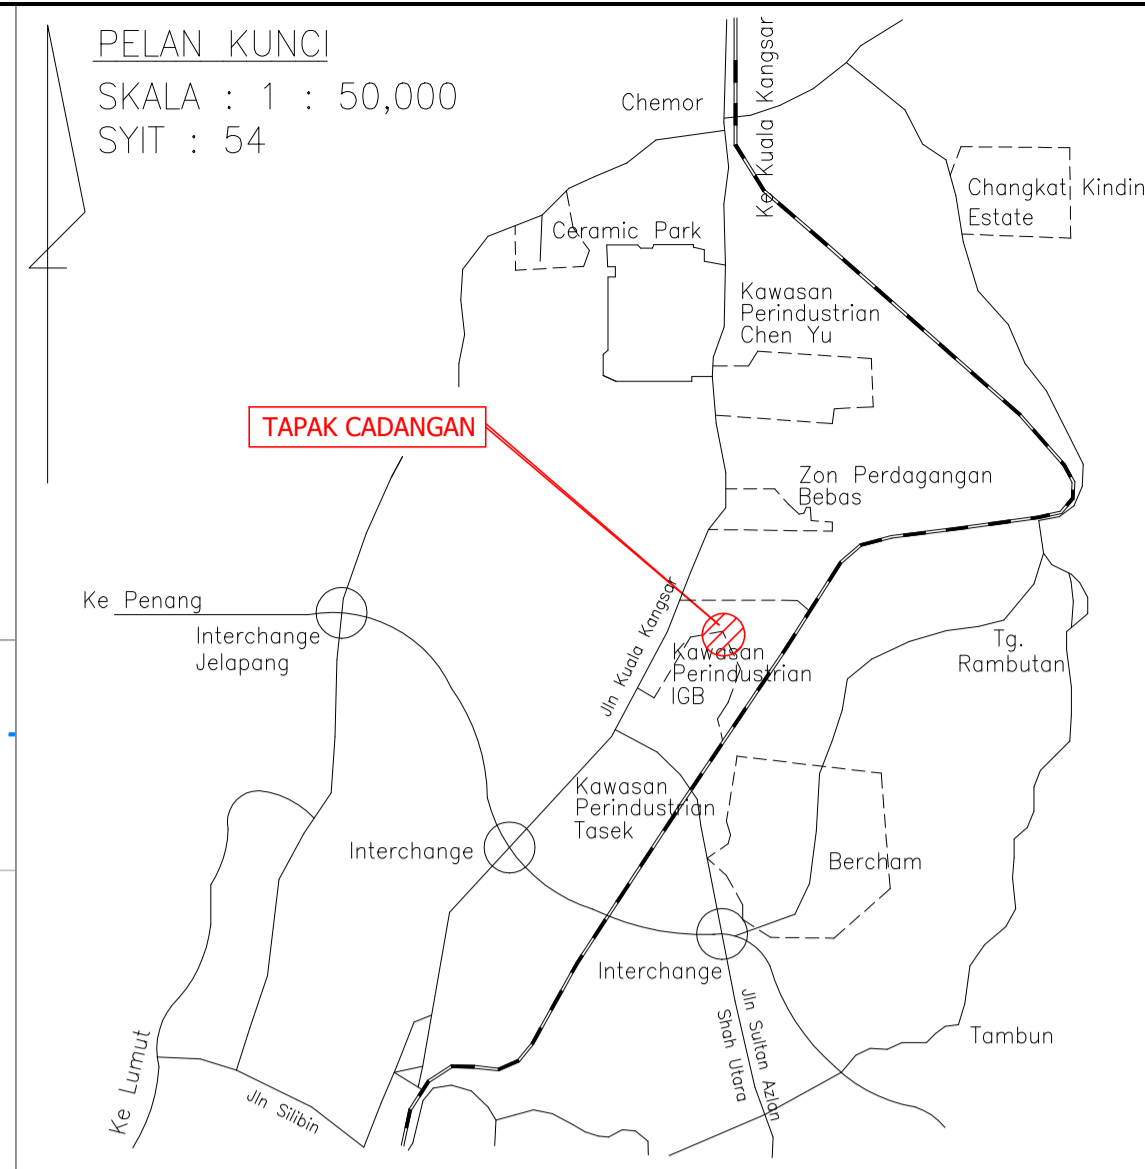 PELAN KUNCI
SKALA : 1 : 50,000
SYIT : 54
Ke Kuala Kangsar
Chemor
Changkat Kindin
Estate
Ceramic Park
Kawasan
Perindustrian
Chen Yu
TAPAK CADANGAN
Zon Perdagangan
Bebas
Jln Kuala Kangsar
Ke Penang
Interchange
Jelapang
Kawasan
Perindustrian
IGB
Tg.
Rambutan
Kawasan
Perindustrian
Tasek
Interchange
Bercham
Interchange
Jln Sultan Azlan
Shah Utara
Tambun
Ke Lumut
Jln Silibin